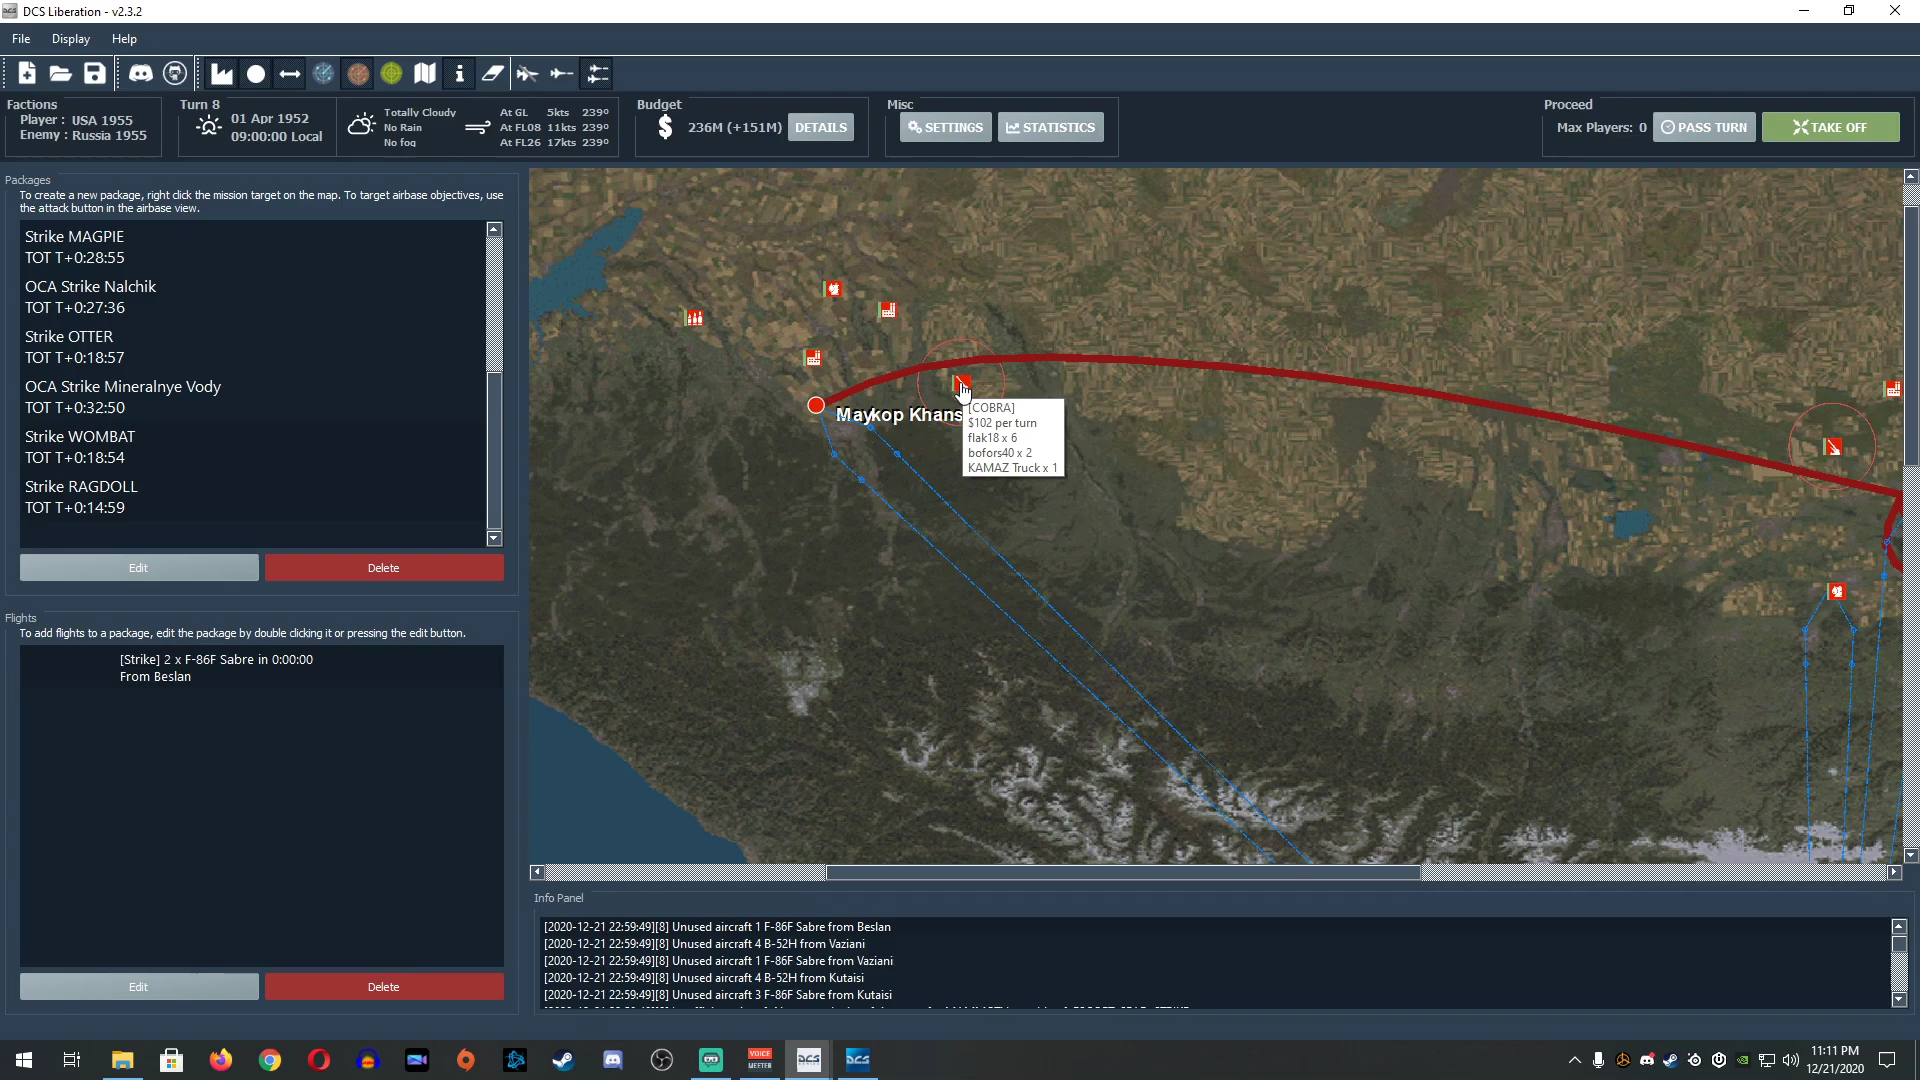 DCS Liberation - v2.3.2
File Display Help
Factions
Player : USA 1955
Enemy : Russia 1955
Turn 8
01 Apr 1952
09:00:00 Local
Totally Cloudy
No Rain
No fog
At GL 5kts 239º
At FL08 11kts 239º
At FL26 17kts 239º
Budget
$ 236M (+151M) DETAILS
Misc
SETTINGS STATISTICS
Proceed
Max Players: 0 PASS TURN TAKE OFF
Packages
To create a new package, right click the mission target on the map. To target airbase objectives, use
the attack button in the airbase view.
Strike MAGPIE
TOT T+0:28:55
OCA Strike Nalchik
TOT T+0:27:36
Strike OTTER
TOT T+0:18:57
OCA Strike Mineralnye Vody
TOT T+0:32:50
Strike WOMBAT
TOT T+0:18:54
Strike RAGDOLL
TOT T+0:14:59
Edit Delete
Flights
To add flights to a package, edit the package by double clicking it or pressing the edit button.
[Strike] 2 x F-86F Sabre in 0:00:00
From Beslan
Edit Delete
Maykop Khans
[COBRA]
$102 per turn
flak18 x 6
bofors40 x 2
KAMAZ Truck x 1
Info Panel
[2020-12-21 22:59:49][8] Unused aircraft 1 F-86F Sabre from Beslan
[2020-12-21 22:59:49][8] Unused aircraft 4 B-52H from Vaziani
[2020-12-21 22:59:49][8] Unused aircraft 1 F-86F Sabre from Vaziani
[2020-12-21 22:59:49][8] Unused aircraft 4 B-52H from Kutaisi
[2020-12-21 22:59:49][8] Unused aircraft 3 F-86F Sabre from Kutaisi
VOICE
MEETER
DCS
DCS
11:11 PM
12/21/2020